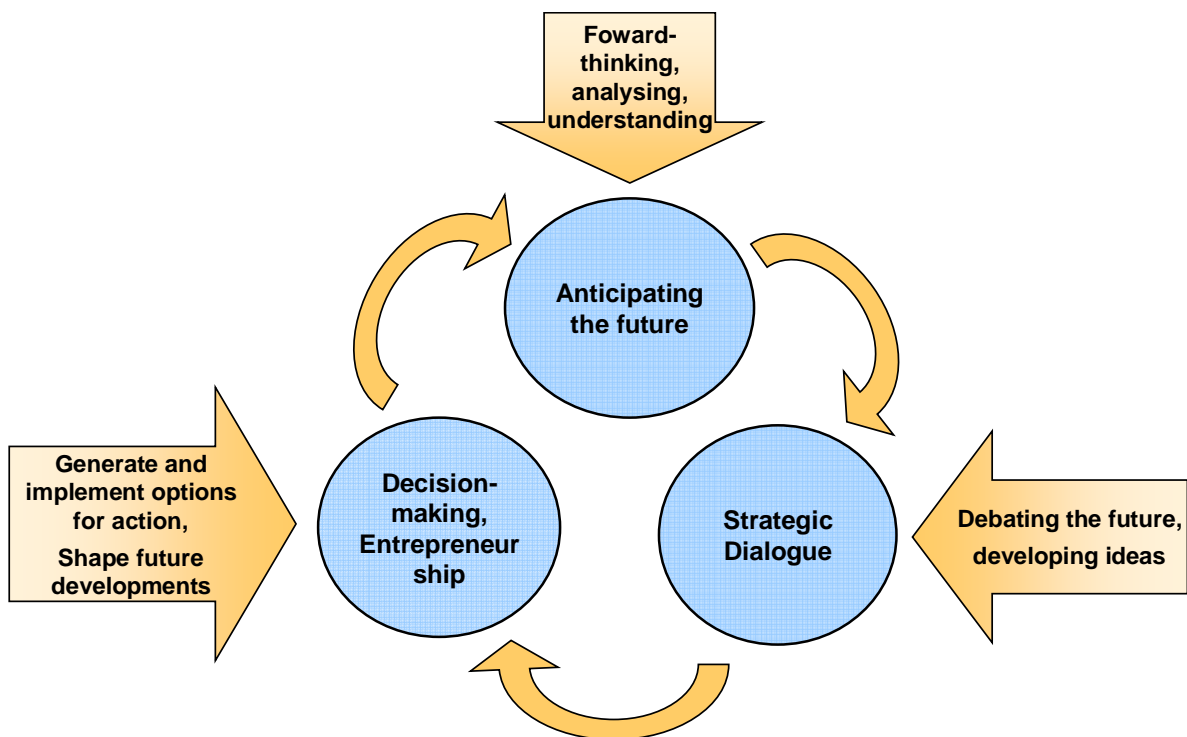 Foward-
thinking,
analysing,
understanding
Anticipating
the future
Generate and
implement options
for action,
Shape future
developments
Decision-
making,
Entrepreneur
ship
Strategic
Dialogue
Debating the future,
developing ideas